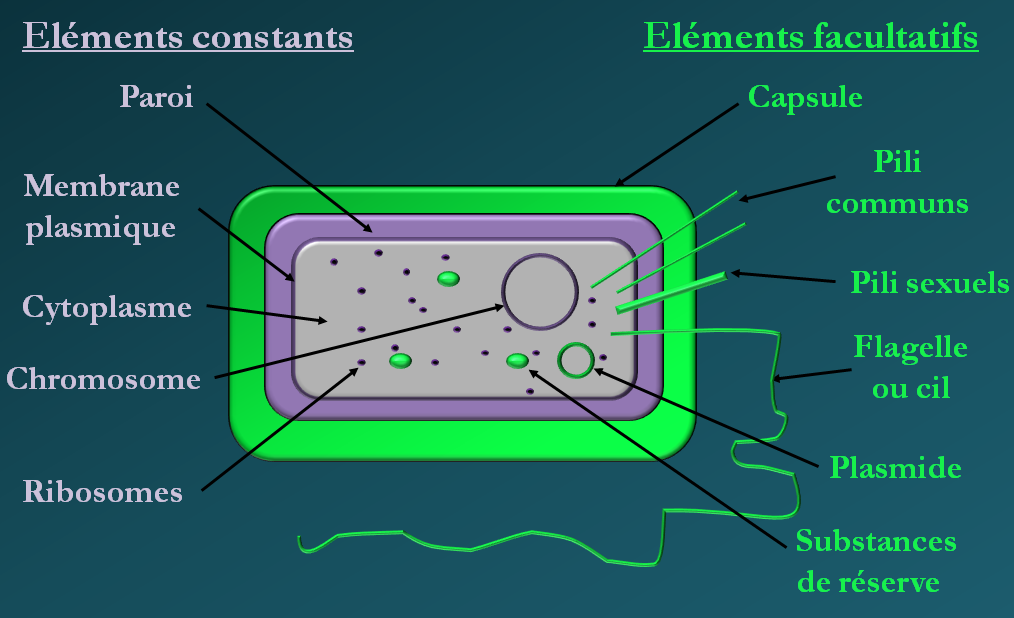 Eléments constants
Paroi
Membrane
plasmique
Cytoplasme
Chromosome
Ribosomes
Eléments facultatifs
Capsule
Pili
communs
Pili sexuels
Flagelle
ou cil
Plasmide
Substances
de réserve